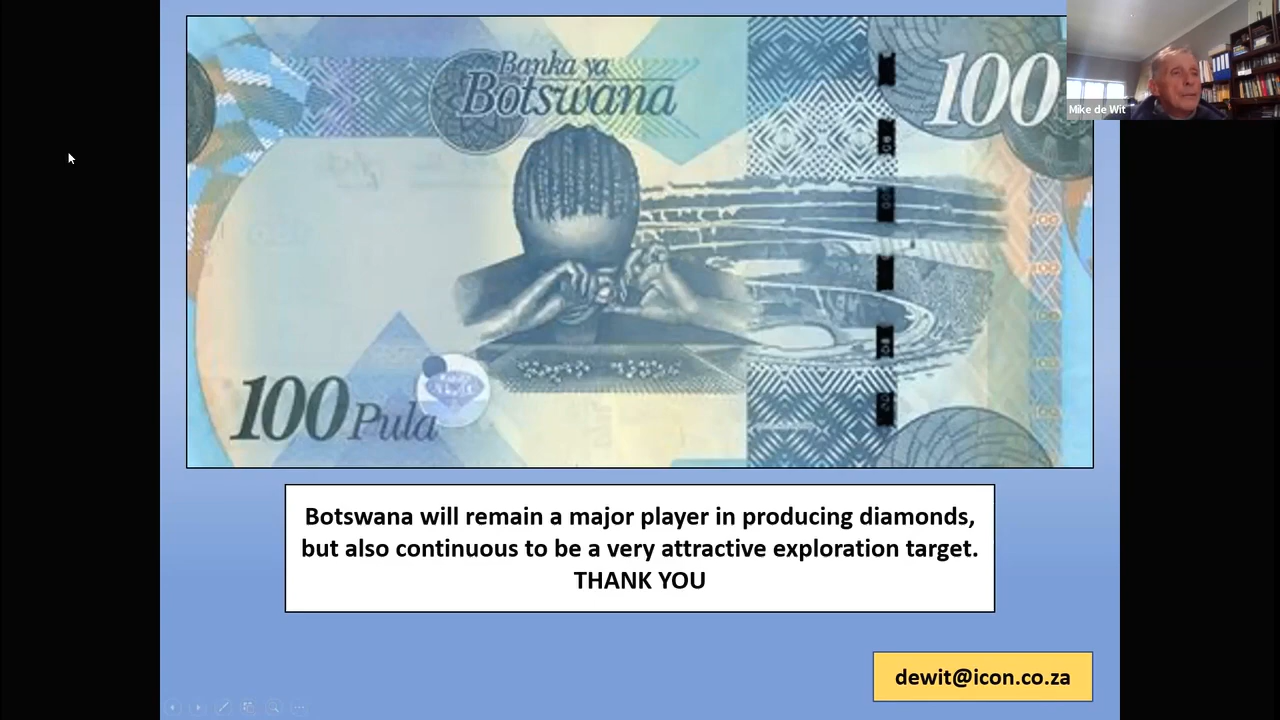 Banka ya
Botswana
100
Mike de Wit
100 Pula
Botswana will remain a major player in producing diamonds,
but also continuous to be a very attractive exploration target.
THANK YOU
dewit@icon.co.za